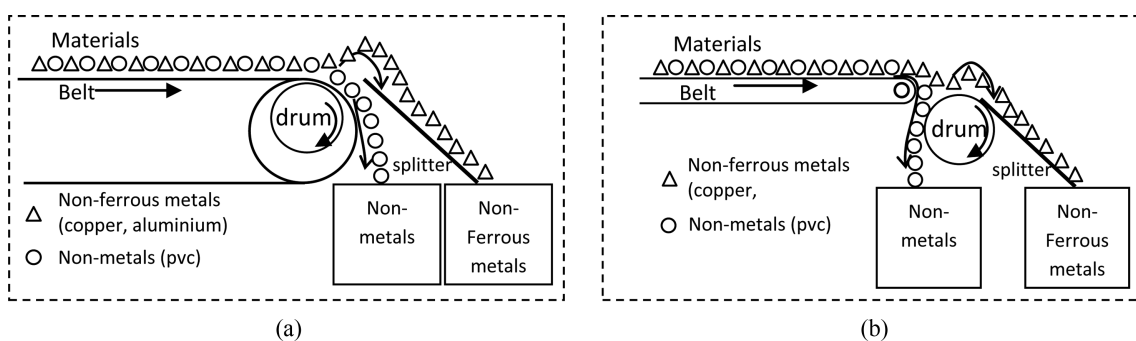 Materials
Belt
drum
splitter
Non-ferrous metals
(copper, aluminium)
Non-metals (pvc)
Non-
metals
Non-
Ferrous
metals
(a)
Materials
Belt
drum
splitter
Non-ferrous metals
(copper,
Non-metals (pvc)
Non-
metals
Non-
Ferrous
metals
(b)